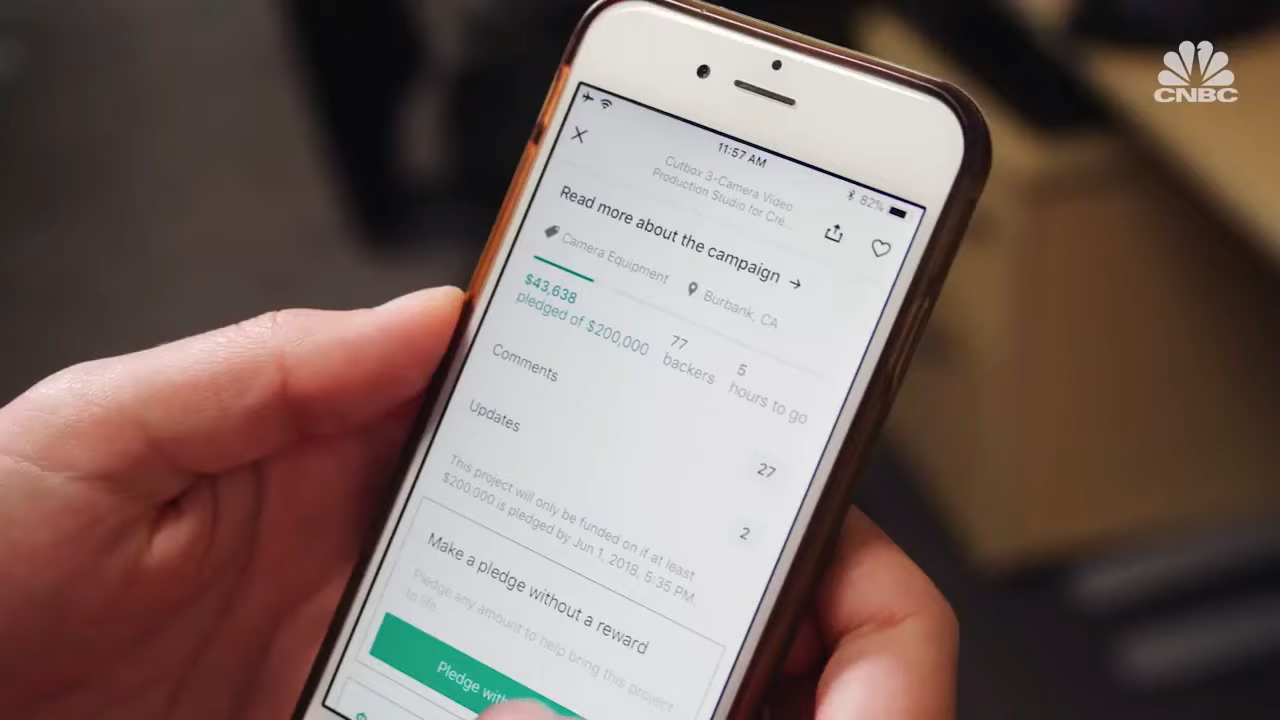 CNBC
11:57 AM
82%
Cutbox 3-Camera Video
Production Studio for Cre...
Read more about the campaign →
Camera Equipment
Burbank, CA
$43,638
pledged of $200,000
77
backers
5
hours to go
Comments
27
Updates
2
This project will only be funded on if at least
$200,000 is pledged by Jun 1, 2018, 5:35 PM.
Make a pledge without a reward
Pledge any amount to help bring this project
to life.
Pledge with